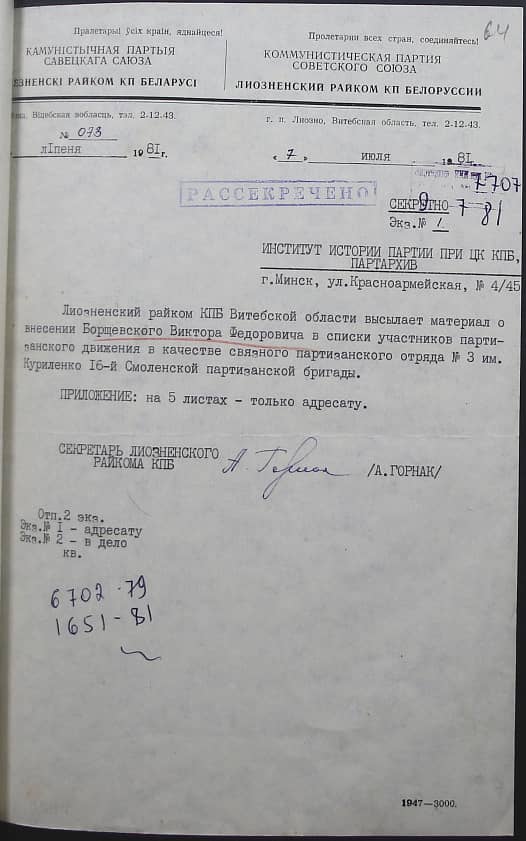 64
Пралетарыі ўсіх краін, яднайцеся!
КАМУНІСТЫЧНАЯ ПАРТЫЯ
САВЕЦКАГА САЮЗА
ЗНЕНСКІ РАЙКОМ КП БЕЛАРУСІ
Віцебская вобласць, тэл. 2-12-43.
№ 073
ліпеня 1981г.
Пролетарии всех стран, соединяйтесь!
КОММУНИСТИЧЕСКАЯ ПАРТИЯ
СОВЕТСКОГО СОЮЗА
ЛИОЗНЕНСКИЙ РАЙКОМ КП БЕЛОРУССИИ
г. п. Лиозно, Витебская область, тел. 2-12-43.
« 7 » июля 1981
РАССЕКРЕЧЕНО
7707
9 7 81
СЕКРЕТНО
Экз.№ 1
ИНСТИТУТ ИСТОРИИ ПАРТИИ ПРИ ЦК КПБ,
ПАРТАРХИВ
г.Минск, ул.Красноармейская, № 4/45
Лиозненский райком КПБ Витебской области высылает материал о
внесении Борщевского Виктора Федоровича в списки участников парти-
занского движения в качестве связного партизанского отряда № 3 им.
Куриленко 16-й Смоленской партизанской бригады.
ПРИЛОЖЕНИЕ: на 5 листах - только адресату.
СЕКРЕТАРЬ ЛИОЗНЕНСКОГО
РАЙКОМА КПБ
/А.ГОРНАК/
Отп.2 экз.
Экз.№ I - адресату
Экз.№ 2 - в дело
кв.
6702-79
1651-81
1947—3000.